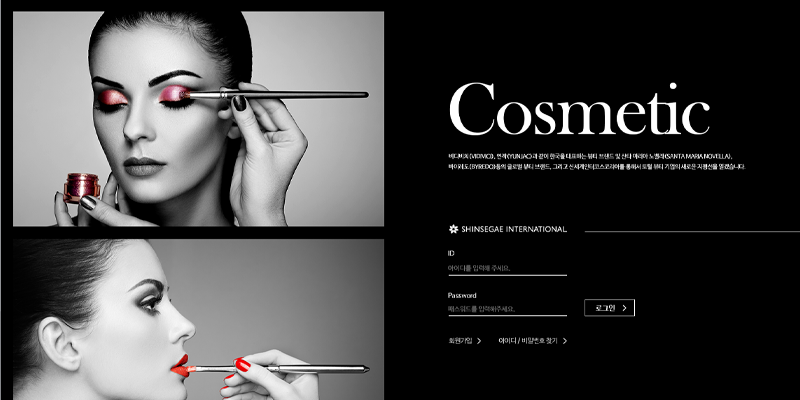 Cosmetic
비디비치(VIDIVICI), 연작(YUNJAC)과 같이 한국을 대표하는 뷰티 브랜드 및 산타 마리아 노벨라(SANTA MARIA NOVELLA),
바이레도(BYREDO)등의 글로벌 뷰티 브랜드, 그리고 신세계인터코스코리아를 통해서 토털 뷰티 기업의 새로운 지평선을 열겠습니다.
SHINSEGAE INTERNATIONAL
ID
아이디를 입력해 주세요.
Password
패스워드를 입력해주세요.
로그인
회원가입
아이디 / 비밀번호 찾기